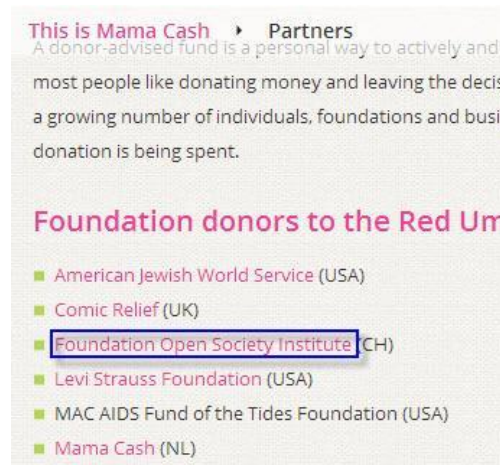 This is Mama Cash ‣ Partners
A donor-advised fund is a personal way to actively and
most people like donating money and leaving the decis
a growing number of individuals, foundations and busi
donation is being spent.
Foundation donors to the Red Um
American Jewish World Service (USA)
Comic Relief (UK)
Foundation Open Society Institute (CH)
Levi Strauss Foundation (USA)
MAC AIDS Fund of the Tides Foundation (USA)
Mama Cash (NL)